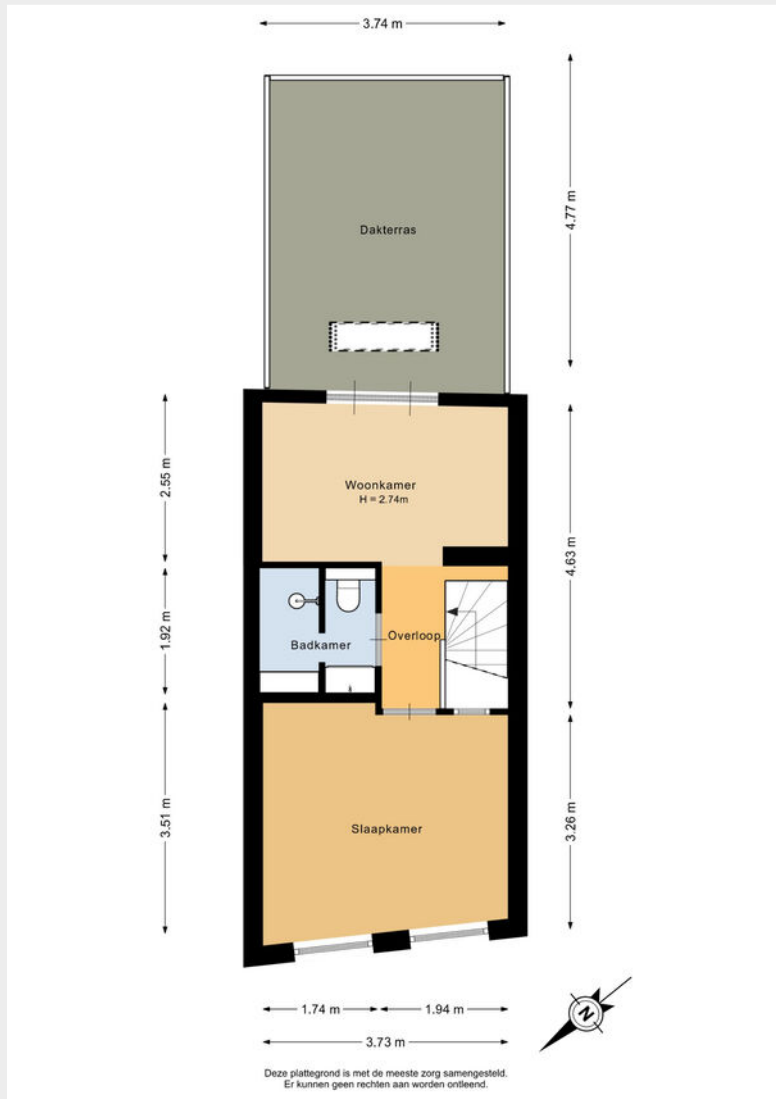 3.74 m
4.77 m
Dakterras
2.55 m
Woonkamer
H = 2.74m
4.63 m
1.92 m
Badkamer
Overloop
3.51 m
Slaapkamer
3.26 m
1.74 m
1.94 m
3.73 m
N
Deze plattegrond is met de meeste zorg samengesteld.
Er kunnen geen rechten aan worden ontleend.